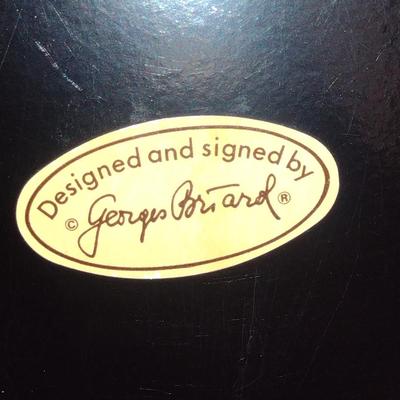 Designed and signed by
© Georges Briard ®